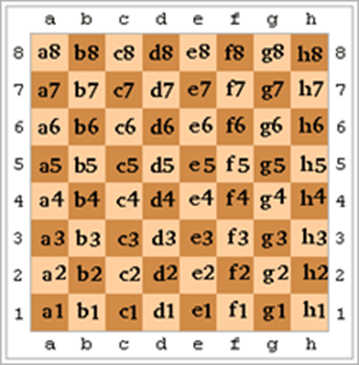 8 a8 b8 c8 d8 e8 f8 g8 h8 8
7 a7 b7 c7 d7 e7 f7 g7 h7 7
6 a6 b6 c6 d6 e6 f6 g6 h6 6
5 a5 b5 c5 d5 e5 f5 g5 h5 5
4 a4 b4 c4 d4 e4 f4 g4 h4 4
3 a3 b3 c3 d3 e3 f3 g3 h3 3
2 a2 b2 c2 d2 e2 f2 g2 h2 2
1 a1 b1 c1 d1 e1 f1 g1 h1 1
a b c d e f g h